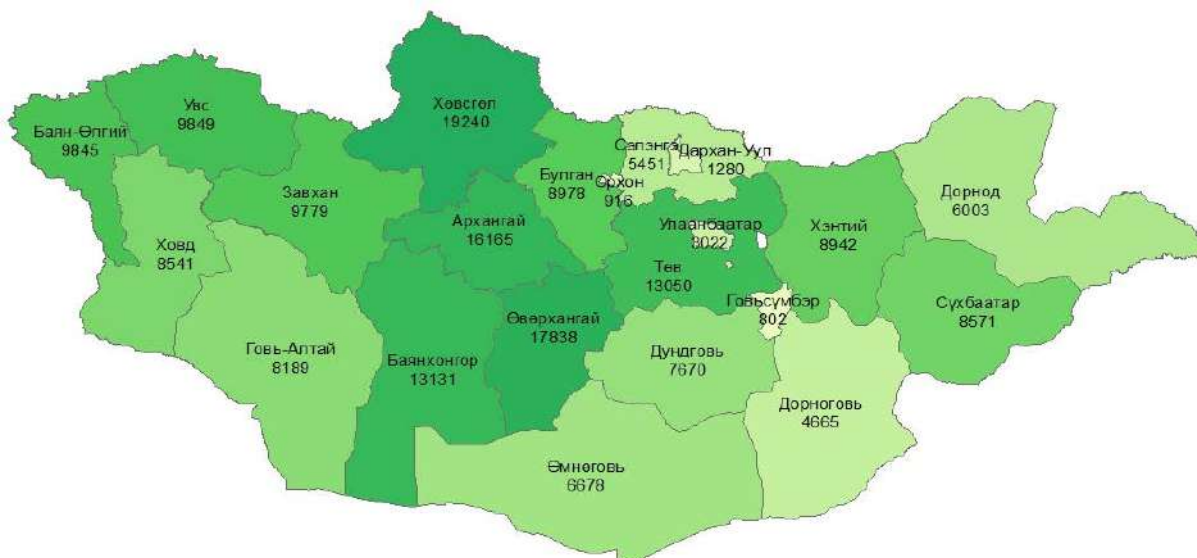 Хөвсгөл
19240
Увс
9849
Баян-Өлгий
9845
Завхан
9779
Ховд
8541
Говь-Алтай
8189
Баянхонгор
13131
Архангай
16165
Өвөрхангай
17838
Булган
8978
Орхон
916
Сэлэнгэ
5451
Дархан-Уул
1280
Улаанбаатар
3022
Төв
13050
Говьсүмбэр
802
Дундговь
7670
Өмнөговь
6678
Дорноговь
4665
Хэнтий
8942
Дорнод
6003
Сүхбаатар
8571